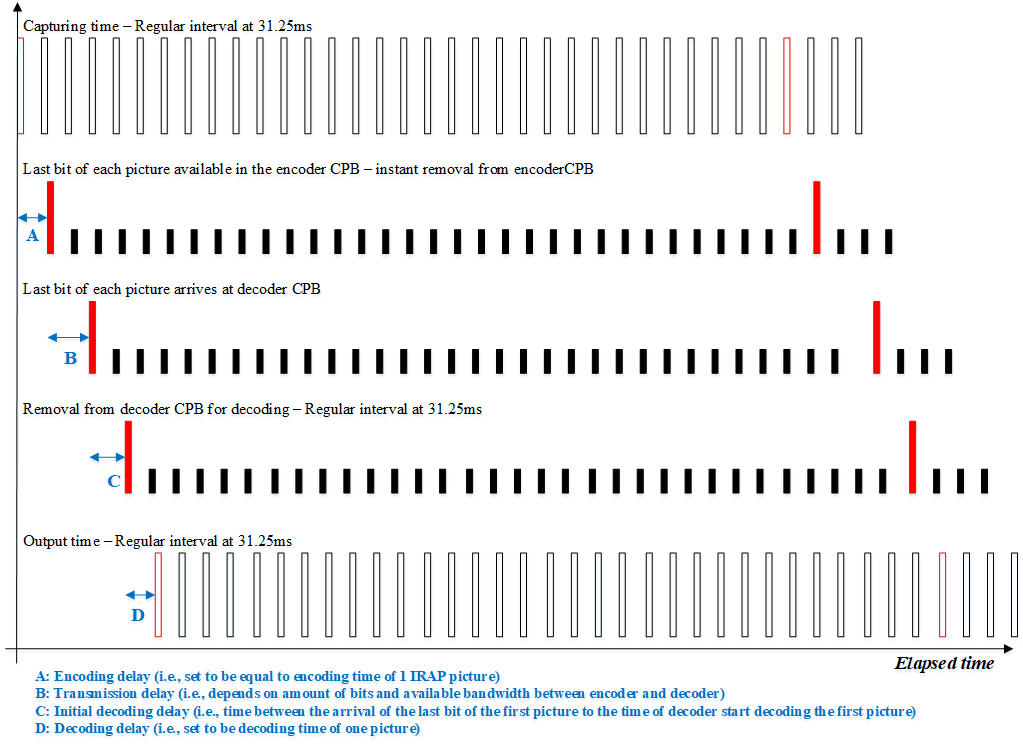 Capturing time – Regular interval at 31.25ms
Last bit of each picture available in the encoder CPB – instant removal from encoderCPB
A
Last bit of each picture arrives at decoder CPB
B
Removal from decoder CPB for decoding – Regular interval at 31.25ms
C
Output time – Regular interval at 31.25ms
D
Elapsed time
A: Encoding delay (i.e., set to be equal to encoding time of 1 IRAP picture)
B: Transmission delay (i.e., depends on amount of bits and available bandwidth between encoder and decoder)
C: Initial decoding delay (i.e., time between the arrival of the last bit of the first picture to the time of decoder start decoding the first picture)
D: Decoding delay (i.e., set to be decoding time of one picture)